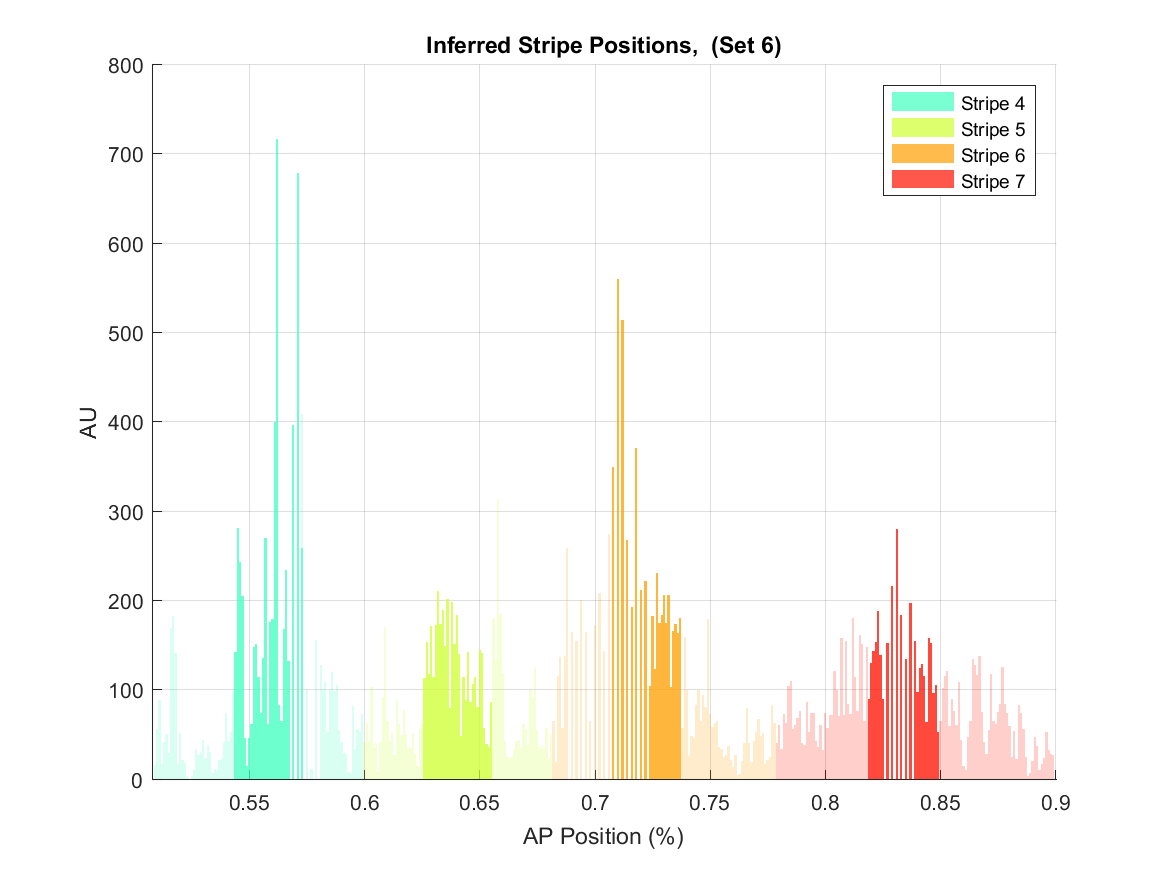 Inferred Stripe Positions,  (Set 6)
800
700
600
500
400
300
200
100
0
AU
Stripe 4
Stripe 5
Stripe 6
Stripe 7
0.55 0.6 0.65 0.7 0.75 0.8 0.85 0.9
AP Position (%)